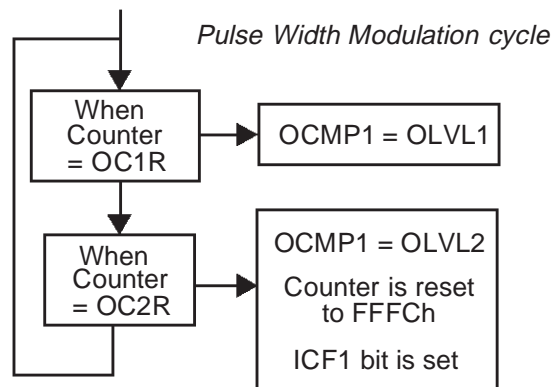 Pulse Width Modulation cycle
When
Counter
= OC1R
OCMP1 = OLVL1
When
Counter
= OC2R
OCMP1 = OLVL2
Counter is reset
to FFFCh
ICF1 bit is set